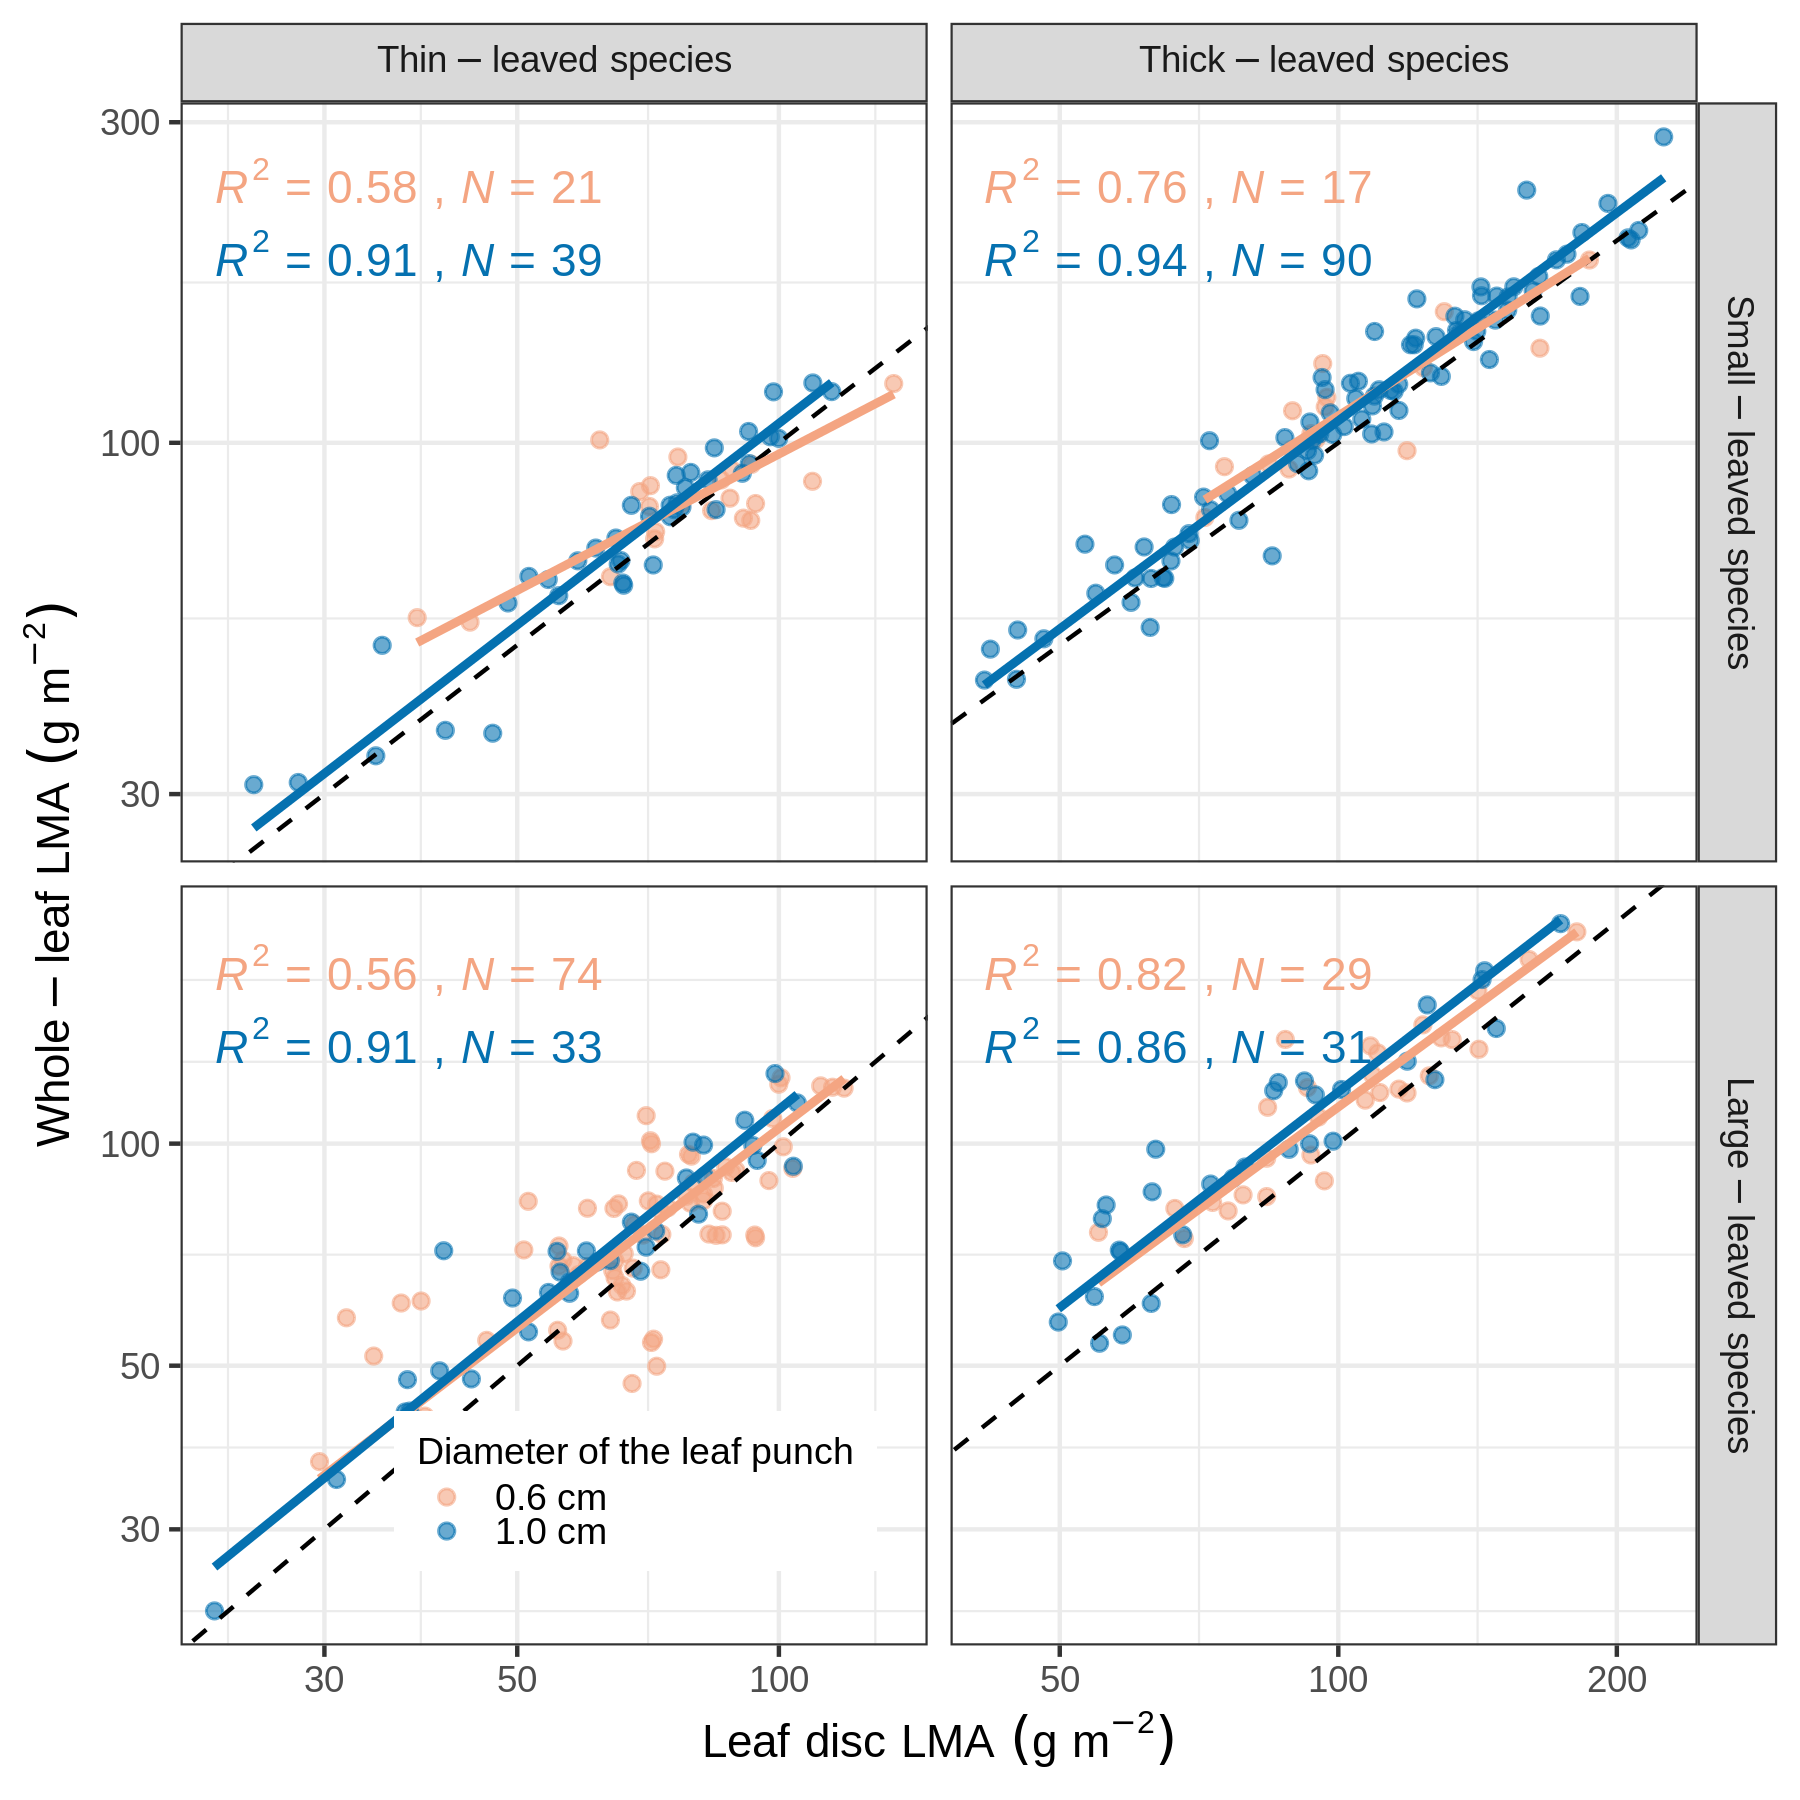 Thin – leaved species
Thick – leaved species
300
100
30
R² = 0.58 , N = 21
R² = 0.91 , N = 39
R² = 0.76 , N = 17
R² = 0.94 , N = 90
Small – leaved species
Whole – leaf LMA (g m⁻²)
100
50
30
R² = 0.56 , N = 74
R² = 0.91 , N = 33
R² = 0.82 , N = 29
R² = 0.86 , N = 31
Large – leaved species
Diameter of the leaf punch
0.6 cm
1.0 cm
30 50 100
50 100 200
Leaf disc LMA (g m⁻²)